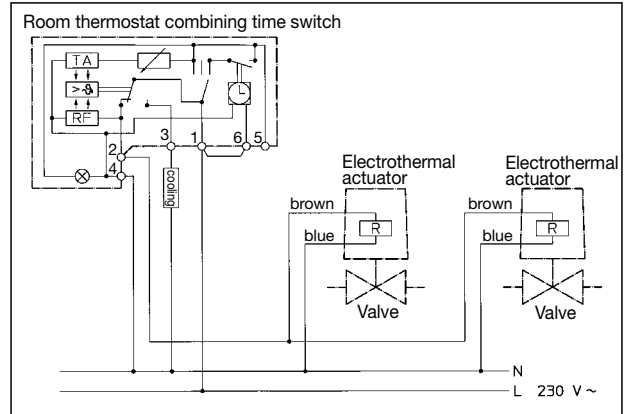 Room thermostat combining time switch
TA
>ϑ
RF
2
4
3
1
6
5
cooling
Electrothermal
actuator
brown
blue
R
Valve
Electrothermal
actuator
brown
blue
R
Valve
N
L 230 V ~